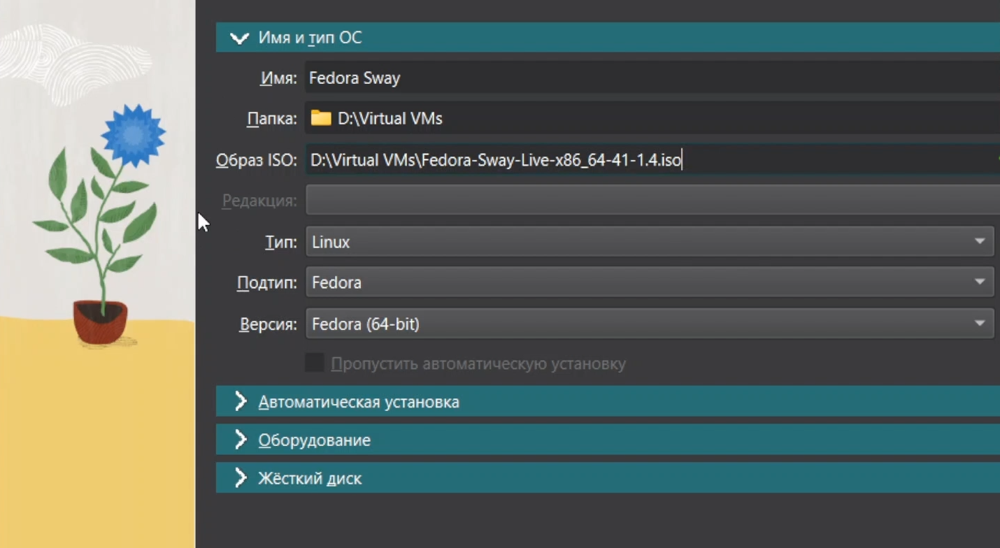 Имя и тип ОС
Имя: Fedora Sway
Папка: D:\Virtual VMs
Образ ISO: D:\Virtual VMs\Fedora-Sway-Live-x86_64-41-1.4.iso
Редакция:
Тип: Linux
Подтип: Fedora
Версия: Fedora (64-bit)
Пропустить автоматическую установку
Автоматическая установка
Оборудование
Жёсткий диск